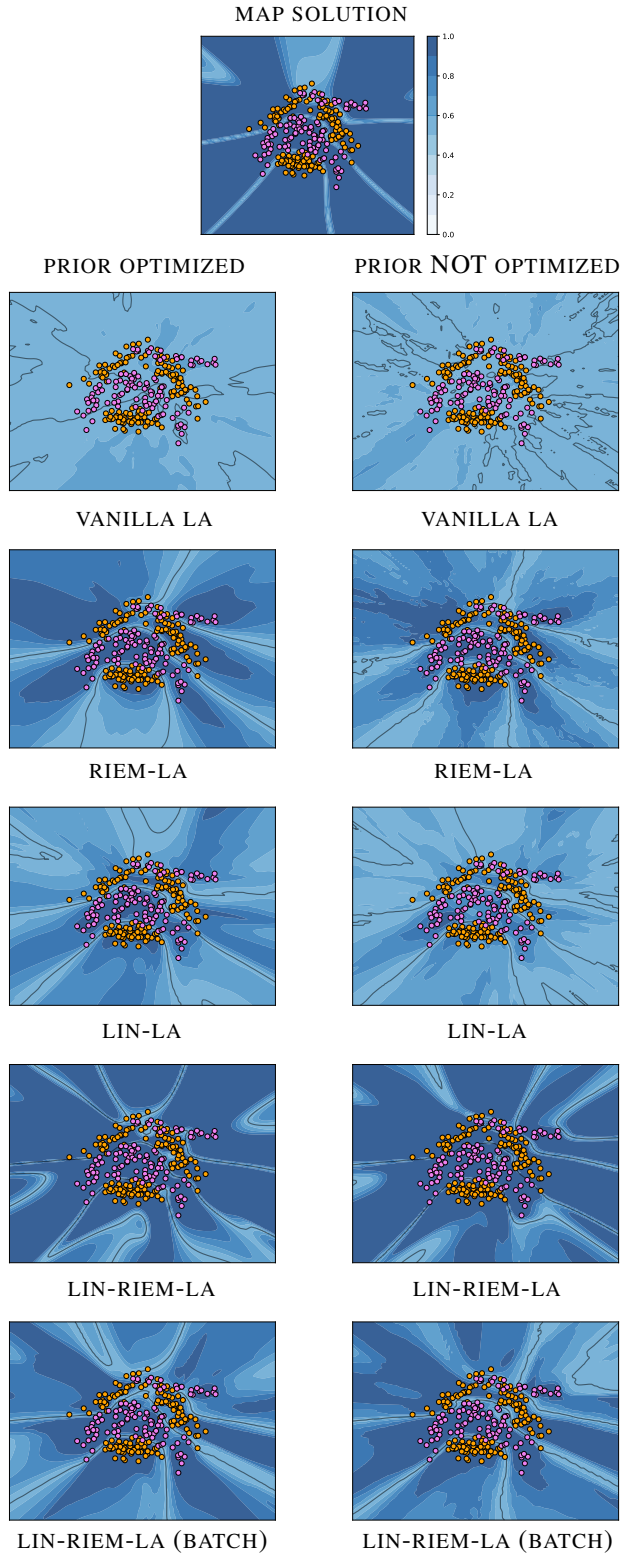 MAP SOLUTION
1.0
0.8
0.6
0.4
0.2
0.0
PRIOR OPTIMIZED PRIOR NOT OPTIMIZED
VANILLA LA VANILLA LA
RIEM-LA RIEM-LA
LIN-LA LIN-LA
LIN-RIEM-LA LIN-RIEM-LA
LIN-RIEM-LA (BATCH) LIN-RIEM-LA (BATCH)